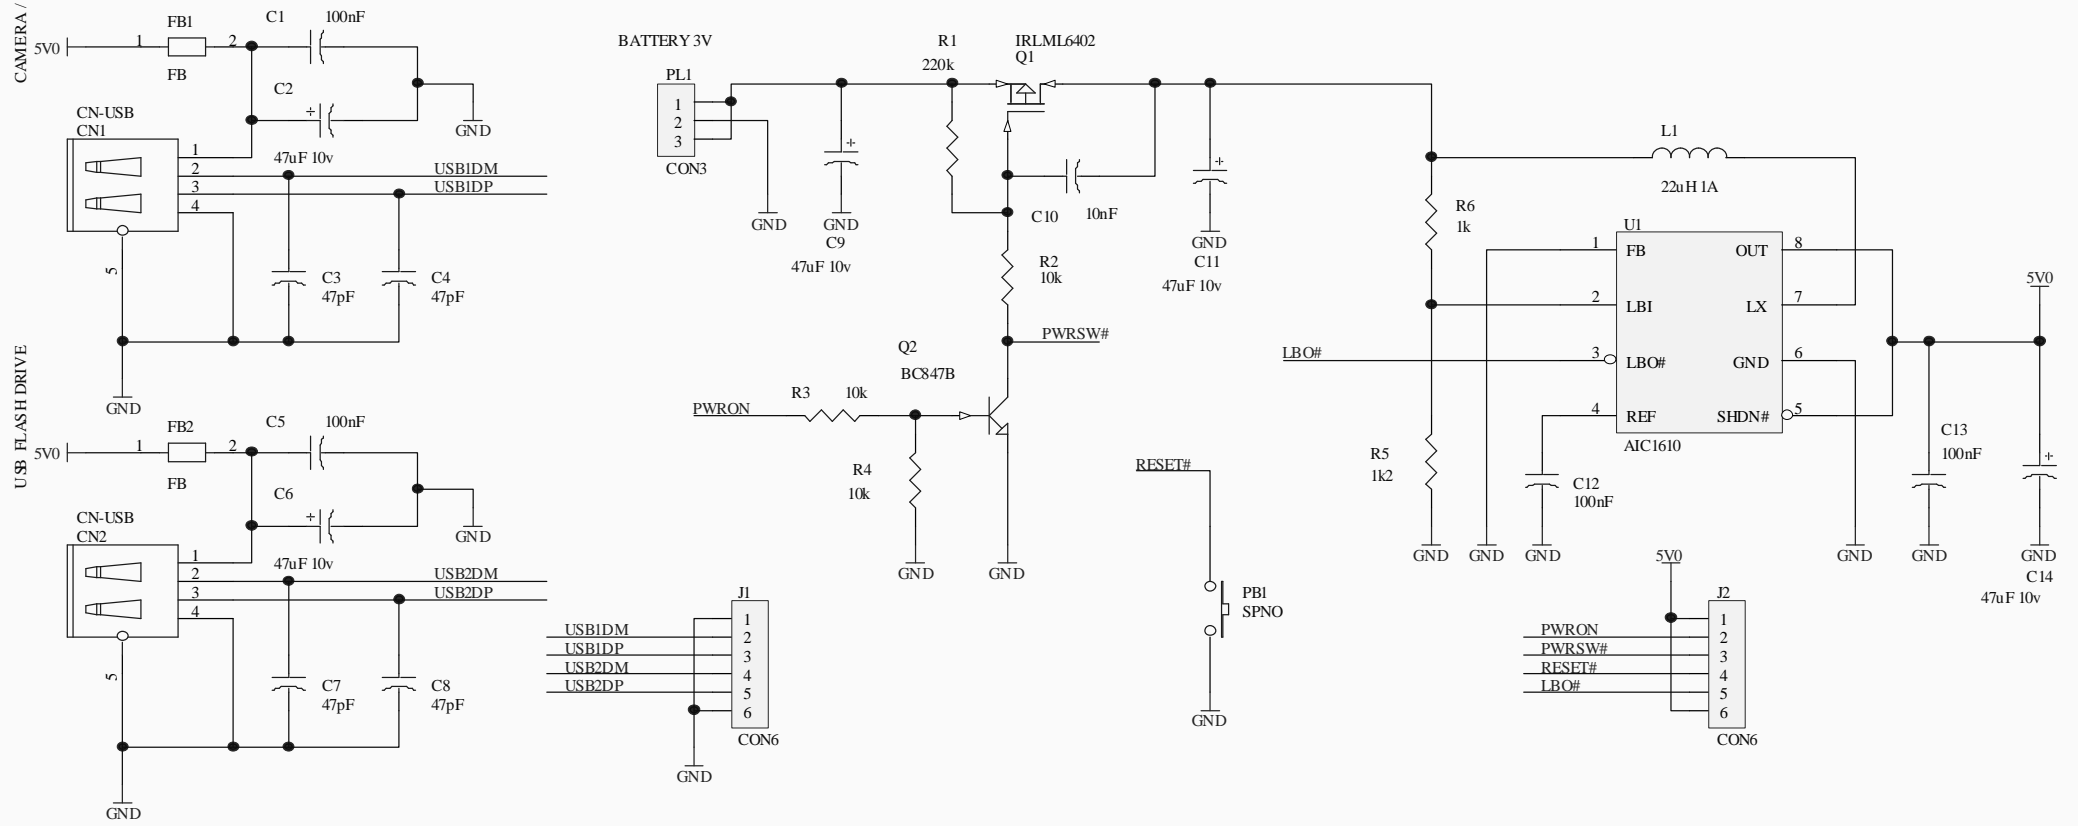 CAMERA /
5V0
1
FB1
FB
2
C1
100nF
C2
47uF 10v
GND
CN-USB
CN1
1
2
3
4
5
USB1DM
USB1DP
C3
47pF
C4
47pF
GND
USB FLASH DRIVE
5V0
1
FB2
FB
2
C5
100nF
C6
47uF 10v
GND
CN-USB
CN2
1
2
3
4
5
USB2DM
USB2DP
C7
47pF
C8
47pF
GND
BATTERY 3V
PL1
1
2
3
CON3
GND
GND
C9
47uF 10v
R1
220k
IRLML6402
Q1
C10
10nF
R2
10k
GND
C11
47uF 10v
PWRSW#
Q2
BC847B
PWRON
R3
10k
R4
10k
GND
GND
RESET#
PB1
SPNO
GND
J1
USB1DM
USB1DP
USB2DM
USB2DP
1
2
3
4
5
6
CON6
GND
L1
22uH 1A
R6
1k
R5
1k2
GND
GND
LBO#
U1
1
FB
2
LBI
3
LBO#
4
REF
OUT
8
LX
7
GND
6
SHDN#
5
AIC1610
C12
100nF
GND
GND
5V0
C13
100nF
GND
GND
C14
47uF 10v
5V0
J2
PWRON
PWRSW#
RESET#
LBO#
1
2
3
4
5
6
CON6